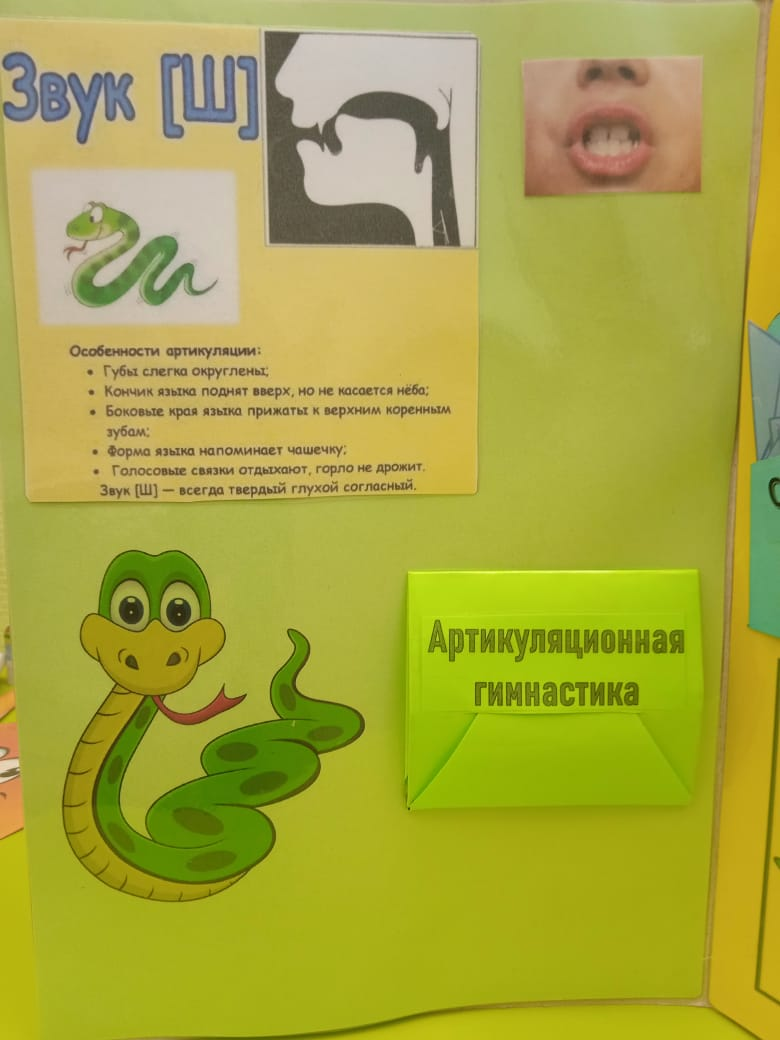 Звук [Ш]
Особенности артикуляции:
• Губы слегка округлены;
• Кончик языка поднят вверх, но не касается нёба;
• Боковые края языка прижаты к верхним коренным
зубам;
• Форма языка напоминает чашечку;
• Голосовые связки отдыхают, горло не дрожит.
Звук [Ш] — всегда твердый глухой согласный.
Артикуляционная
гимнастика